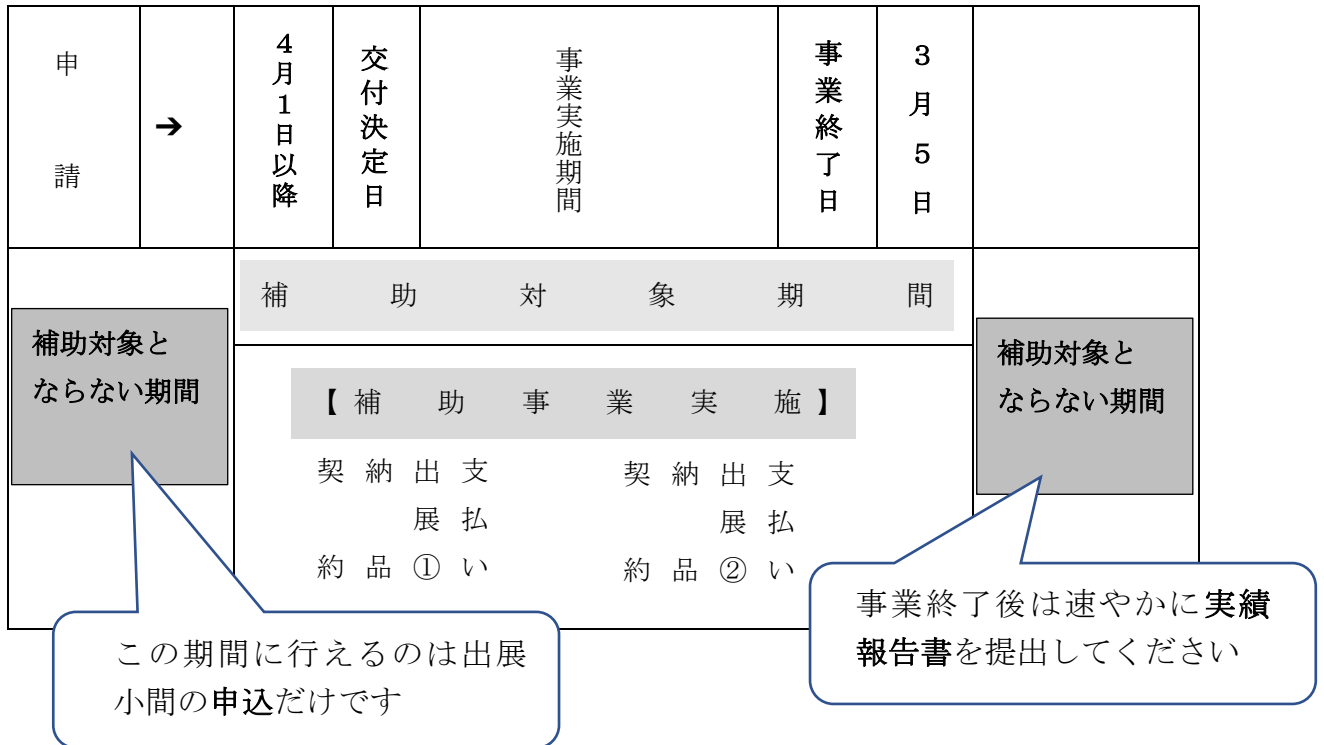 申請
➔
4月1日以降
交付決定日
事業実施期間
事業終了日
3月5日
補助対象期間
補助対象と
ならない期間
【補助事業実施】
契約 納品 出展① 支払い
契約 納品 出展② 支払い
補助対象と
ならない期間
この期間に行えるのは出展
小間の申込だけです
事業終了後は速やかに実績
報告書を提出してください